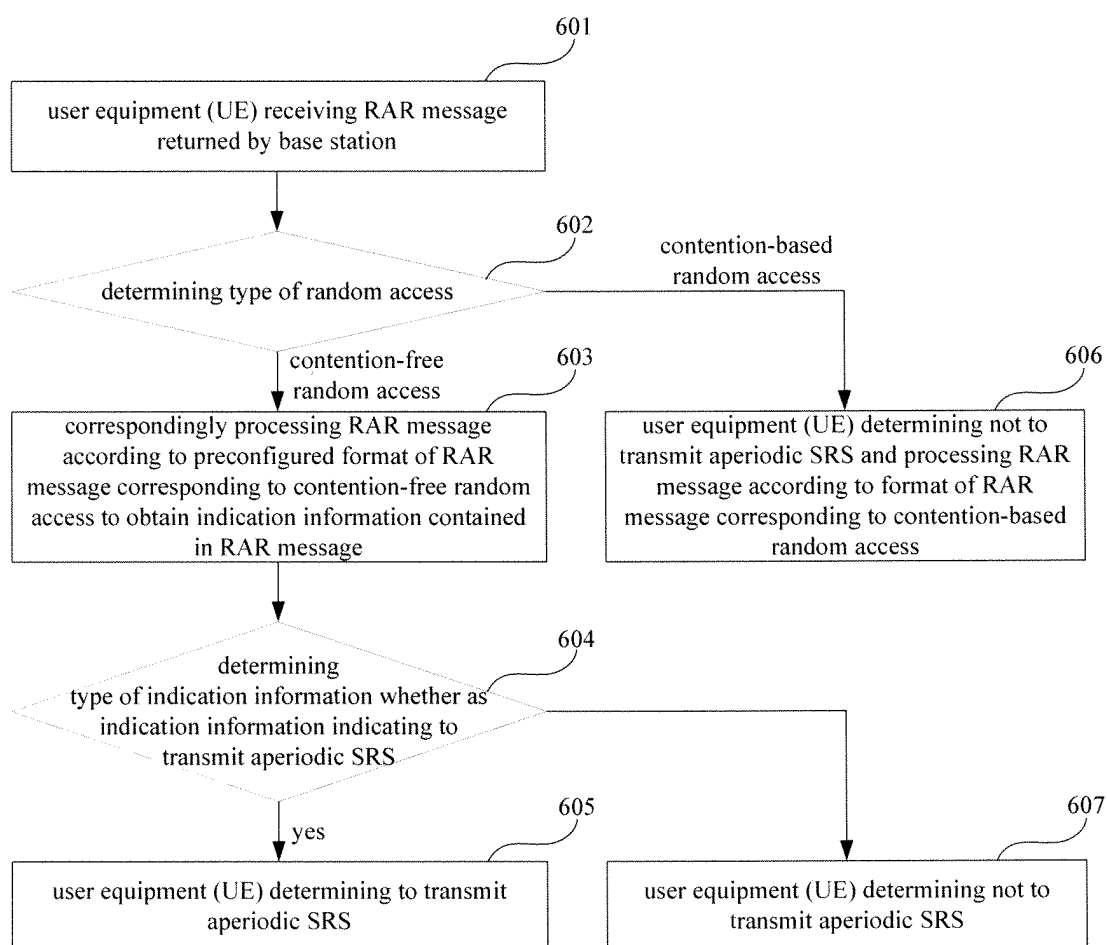 601
user equipment (UE) receiving RAR message
returned by base station
602
determining type of random access
contention-based
random access
contention-free
random access
603
correspondingly processing RAR message
according to preconfigured format of RAR
message corresponding to contention-free random
access to obtain indication information contained
in RAR message
606
user equipment (UE) determining not to
transmit aperiodic SRS and processing RAR
message according to format of RAR
message corresponding to contention-based
random access
604
determining
type of indication information whether as
indication information indicating to
transmit aperiodic SRS
yes
605
user equipment (UE) determining to transmit
aperiodic SRS
607
user equipment (UE) determining not to
transmit aperiodic SRS